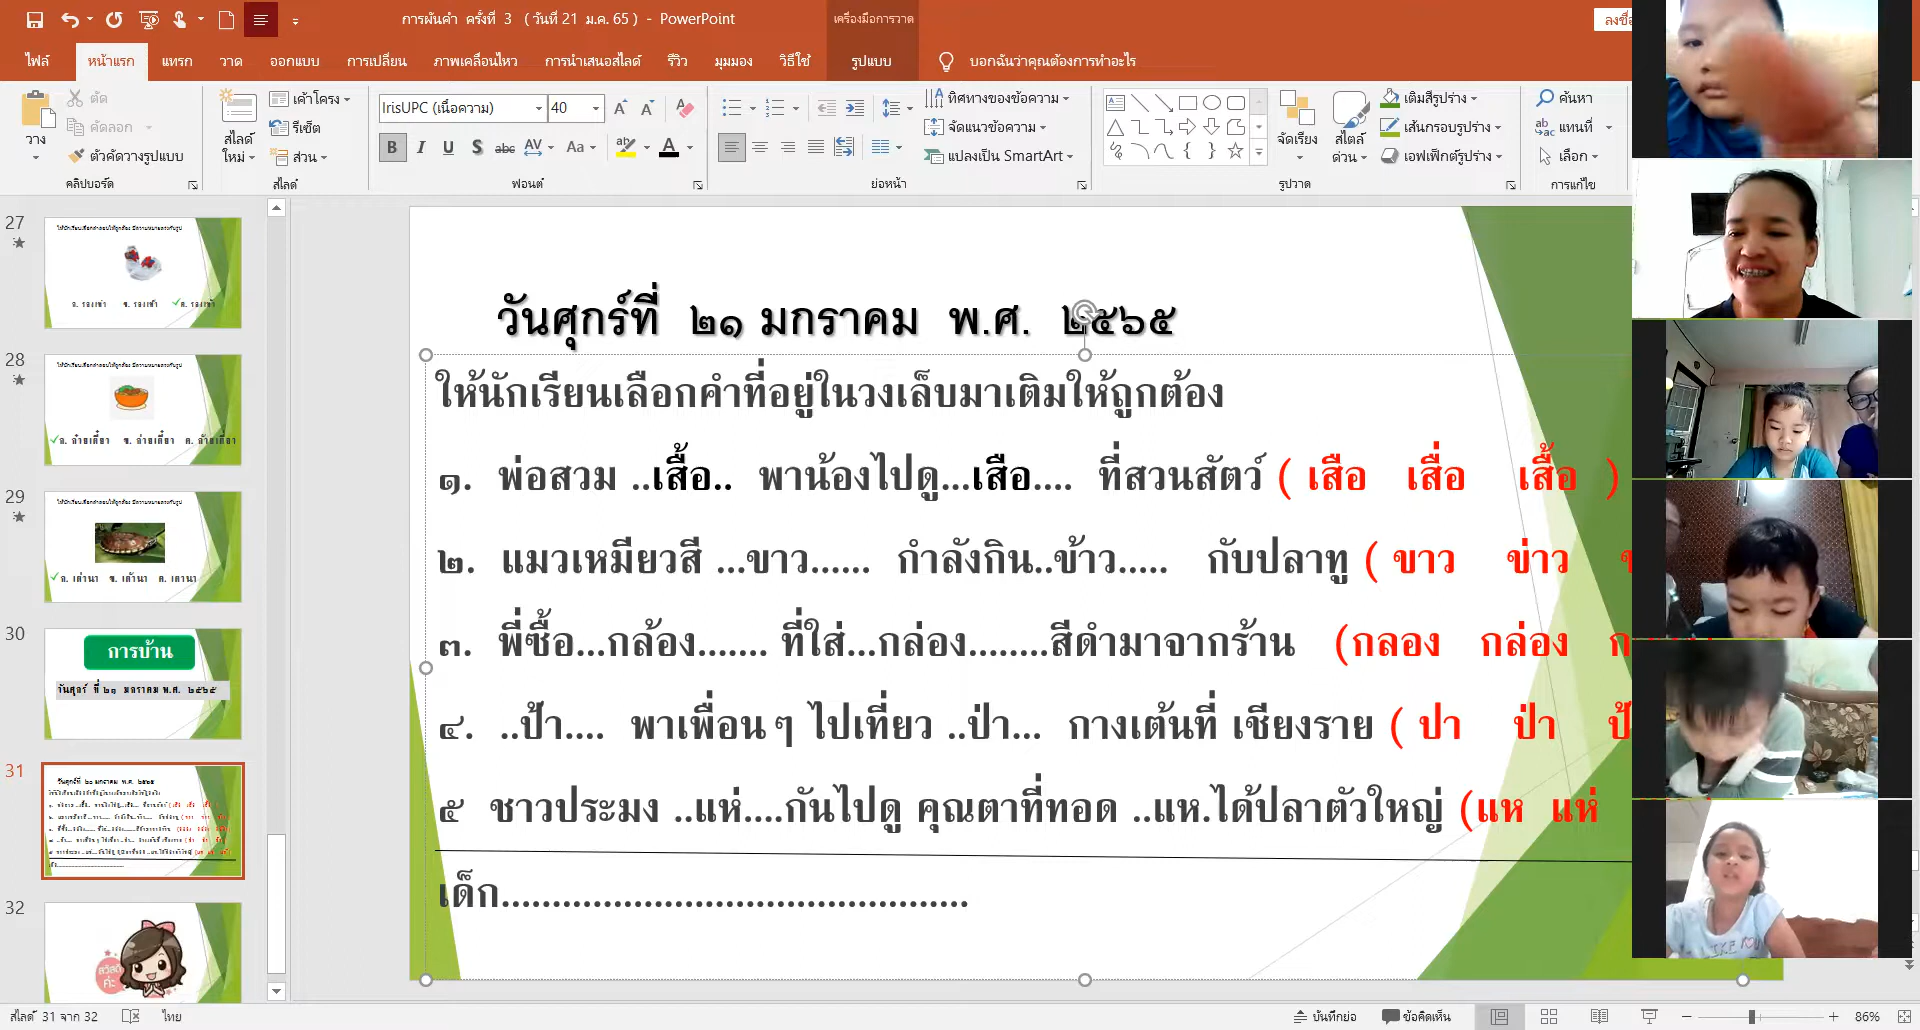 การผันคำ ครั้งที่ 3 ( วันที่ 21 ม.ค. 65 ) - PowerPoint
เครื่องมือการวาด
ลงชื่อ
ไฟล์ หน้าแรก แทรก วาด ออกแบบ การเปลี่ยน ภาพเคลื่อนไหว การนำเสนอสไลด์ รีวิว มุมมอง วิธีใช้ รูปแบบ บอกฉันว่าคุณต้องการทำอะไร
วาง
ตัด
คัดลอก
ตัวคัดวางรูปแบบ
คลิปบอร์ด
สไลด์ใหม่
เค้าโครง
รีเซ็ต
ส่วน
สไลด์
IrisUPC (เนื้อความ) 40
B I U S abc AV Aa A
ฟอนต์
ทิศทางของข้อความ
จัดแนวข้อความ
แปลงเป็น SmartArt
ย่อหน้า
จัดเรียง
สไตล์ด่วน
เติมสีรูปร่าง
เส้นกรอบรูปร่าง
เอฟเฟ็กต์รูปร่าง
รูปวาด
ค้นหา
แทนที่
เลือก
การแก้ไข
27
28
29
30
การบ้าน
31
32
วันศุกร์ที่ ๒๑ มกราคม พ.ศ. ๒๕๖๕
ให้นักเรียนเลือกคำที่อยู่ในวงเล็บมาเติมให้ถูกต้อง
๑. พ่อสวม ..เสื้อ.. พาน้องไปดู...เสือ.... ที่สวนสัตว์ ( เสือ เสื่อ เสื้อ )
๒. แมวเหมียวสี ...ขาว...... กำลังกิน..ข้าว..... กับปลาทู ( ขาว ข่าว
๓. พี่ซื้อ...กล้อง....... ที่ใส่...กล่อง........สีดำมาจากร้าน (กลอง กล่อง
๔. ..ป้า.... พาเพื่อนๆ ไปเที่ยว ..ป่า... กางเต้นที่ เชียงราย ( ปา ป่า
๕ ชาวประมง ..แห่....กันไปดู คุณตาที่ทอด ..แห.ได้ปลาตัวใหญ่ (แห แห่
เด็ก..............................................
สไลด์ 31 จาก 32 ไทย บันทึกย่อ ข้อคิดเห็น 86%